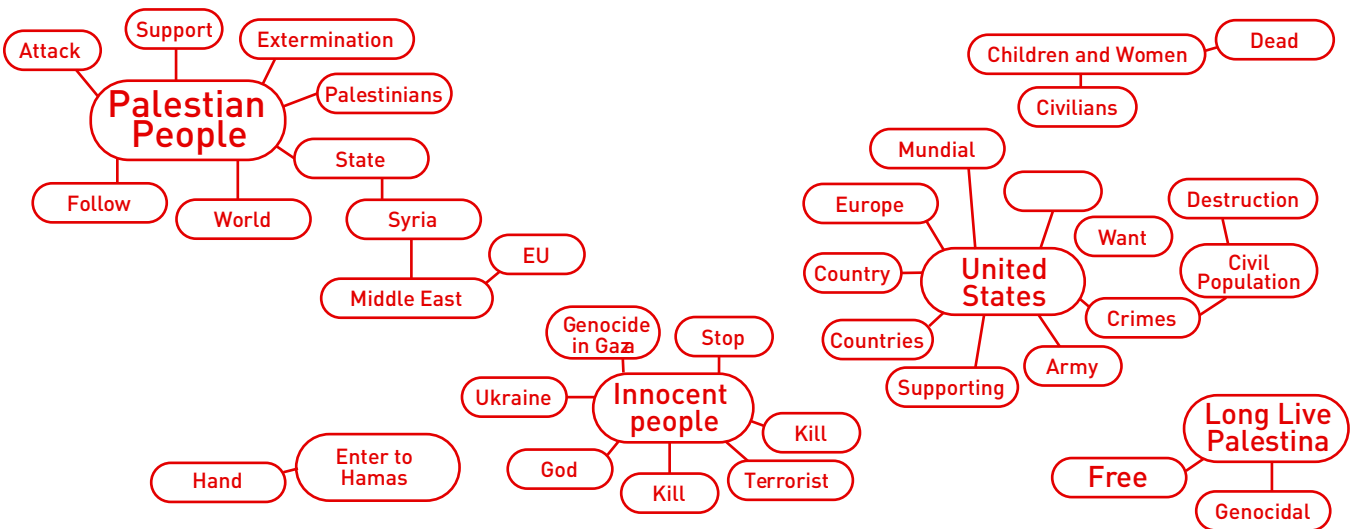 Support
Attack
Extermination
Palestian
People
Palestinians
State
Follow
World
Syria
EU
Middle East
Children and Women
Dead
Civilians
Mundial
Europe
Destruction
Want
Country
United
States
Civil
Population
Crimes
Countries
Army
Supporting
Genocide
in Gaza
Stop
Ukraine
Innocent
people
Kill
God
Kill
Terrorist
Enter to
Hamas
Hand
Long Live
Palestina
Free
Genocidal